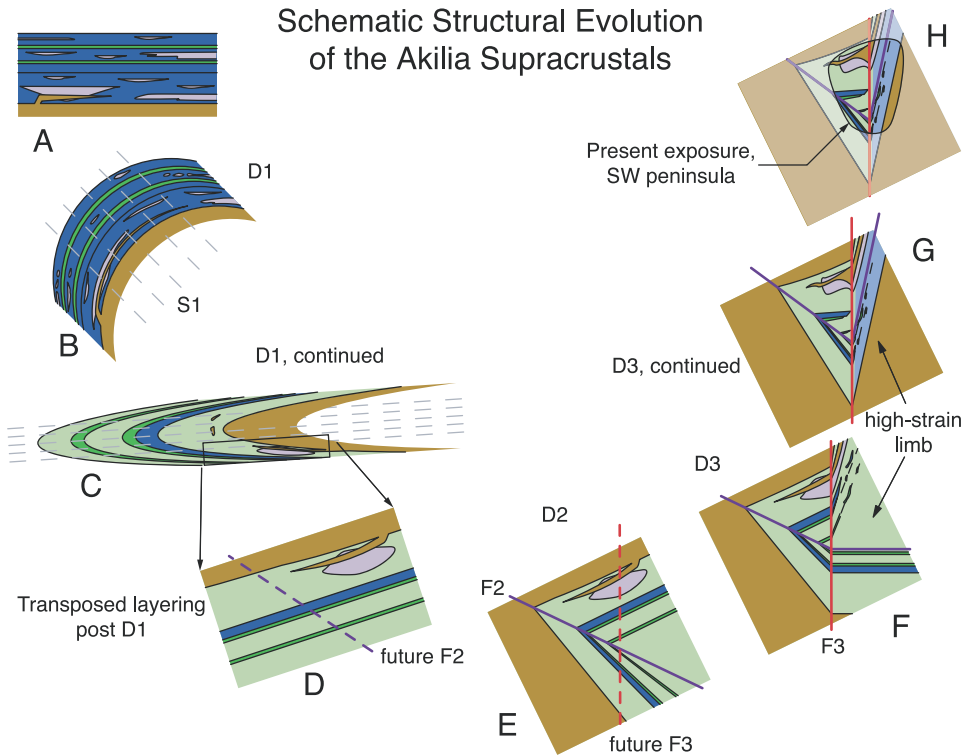 Schematic Structural Evolution
of the Akilia Supracrustals
A
D1
S1
B
D1, continued
C
Transposed layering
post D1
future F2
D
D2
F2
E
future F3
D3
F3
F
high-strain
limb
D3, continued
G
Present exposure,
SW peninsula
H